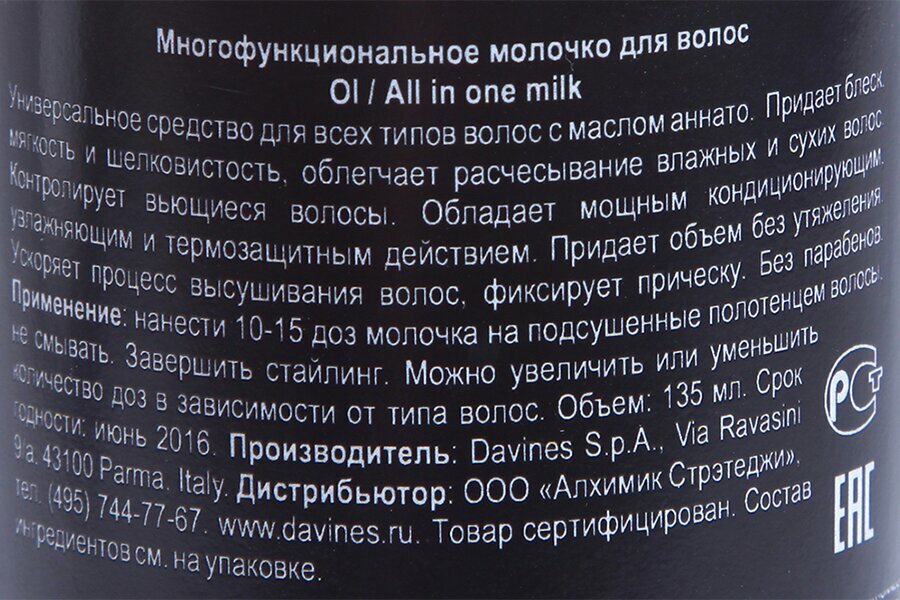 Многофункциональное молочко для волос
OI / All in one milk
Универсальное средство для всех типов волос с маслом аннато. Придает блеск,
мягкость и шелковистость, облегчает расчесывание влажных и сухих волос.
Контролирует вьющиеся волосы. Обладает мощным кондиционирующим,
увлажняющим и термозащитным действием. Придает объем без утяжеления.
Ускоряет процесс высушивания волос, фиксирует прическу. Без парабенов.
Применение: нанести 10-15 доз молочка на подсушенные полотенцем волосы,
не смывать. Завершить стайлинг. Можно увеличить или уменьшить
количество доз в зависимости от типа волос. Объем: 135 мл. Срок
годности: июнь 2016. Производитель: Davines S.p.A., Via Ravasini
9 a. 43100 Parma. Italy. Дистрибьютор: ООО «Алхимик Стрэтеджи»,
тел. (495) 744-77-67. www.davines.ru. Товар сертифицирован. Состав
ингредиентов см. на упаковке.
РСТ
EAC